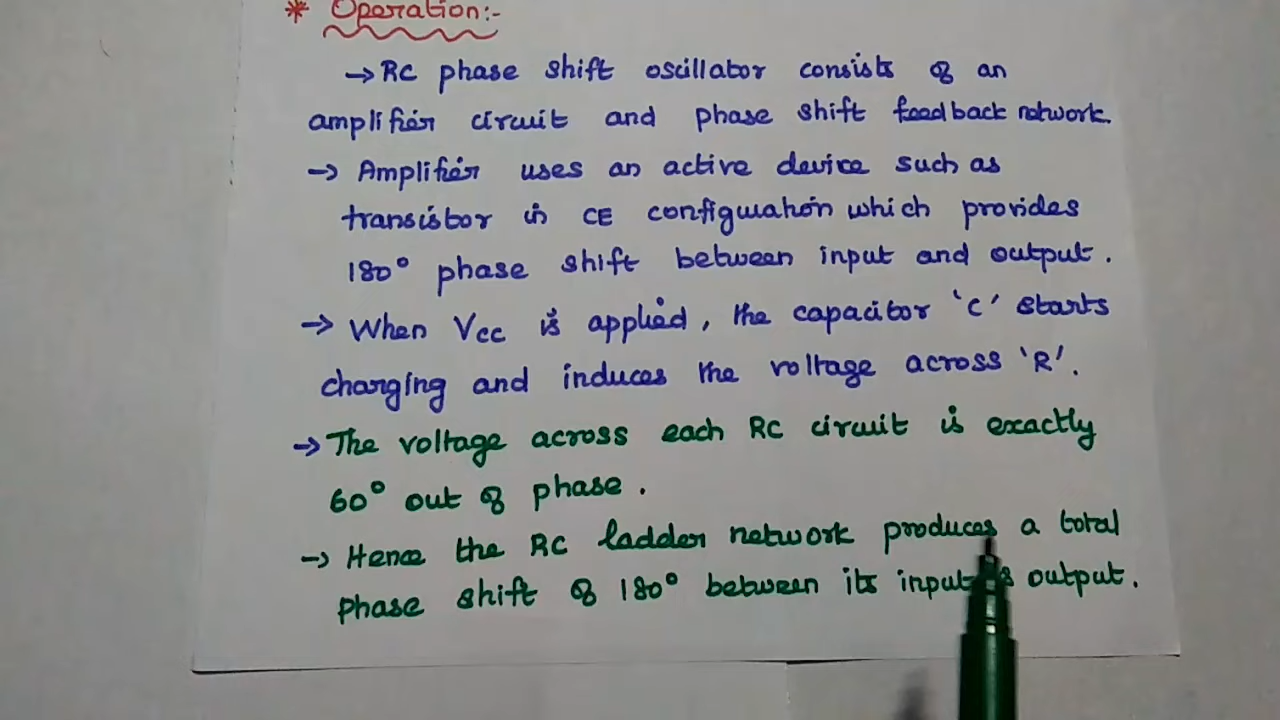 * Operation:-
→ RC phase shift oscillator consists of an
amplifier circuit and phase shift feedback network.
→ Amplifier uses an active device such as
transistor in CE configuration which provides
180° phase shift between input and output.
→ When Vcc is applied, the capacitor 'C' starts
charging and induces the voltage across 'R'.
→ The voltage across each RC circuit is exactly
60° out of phase.
→ Hence the RC ladder network produces a total
phase shift of 180° between its input output.